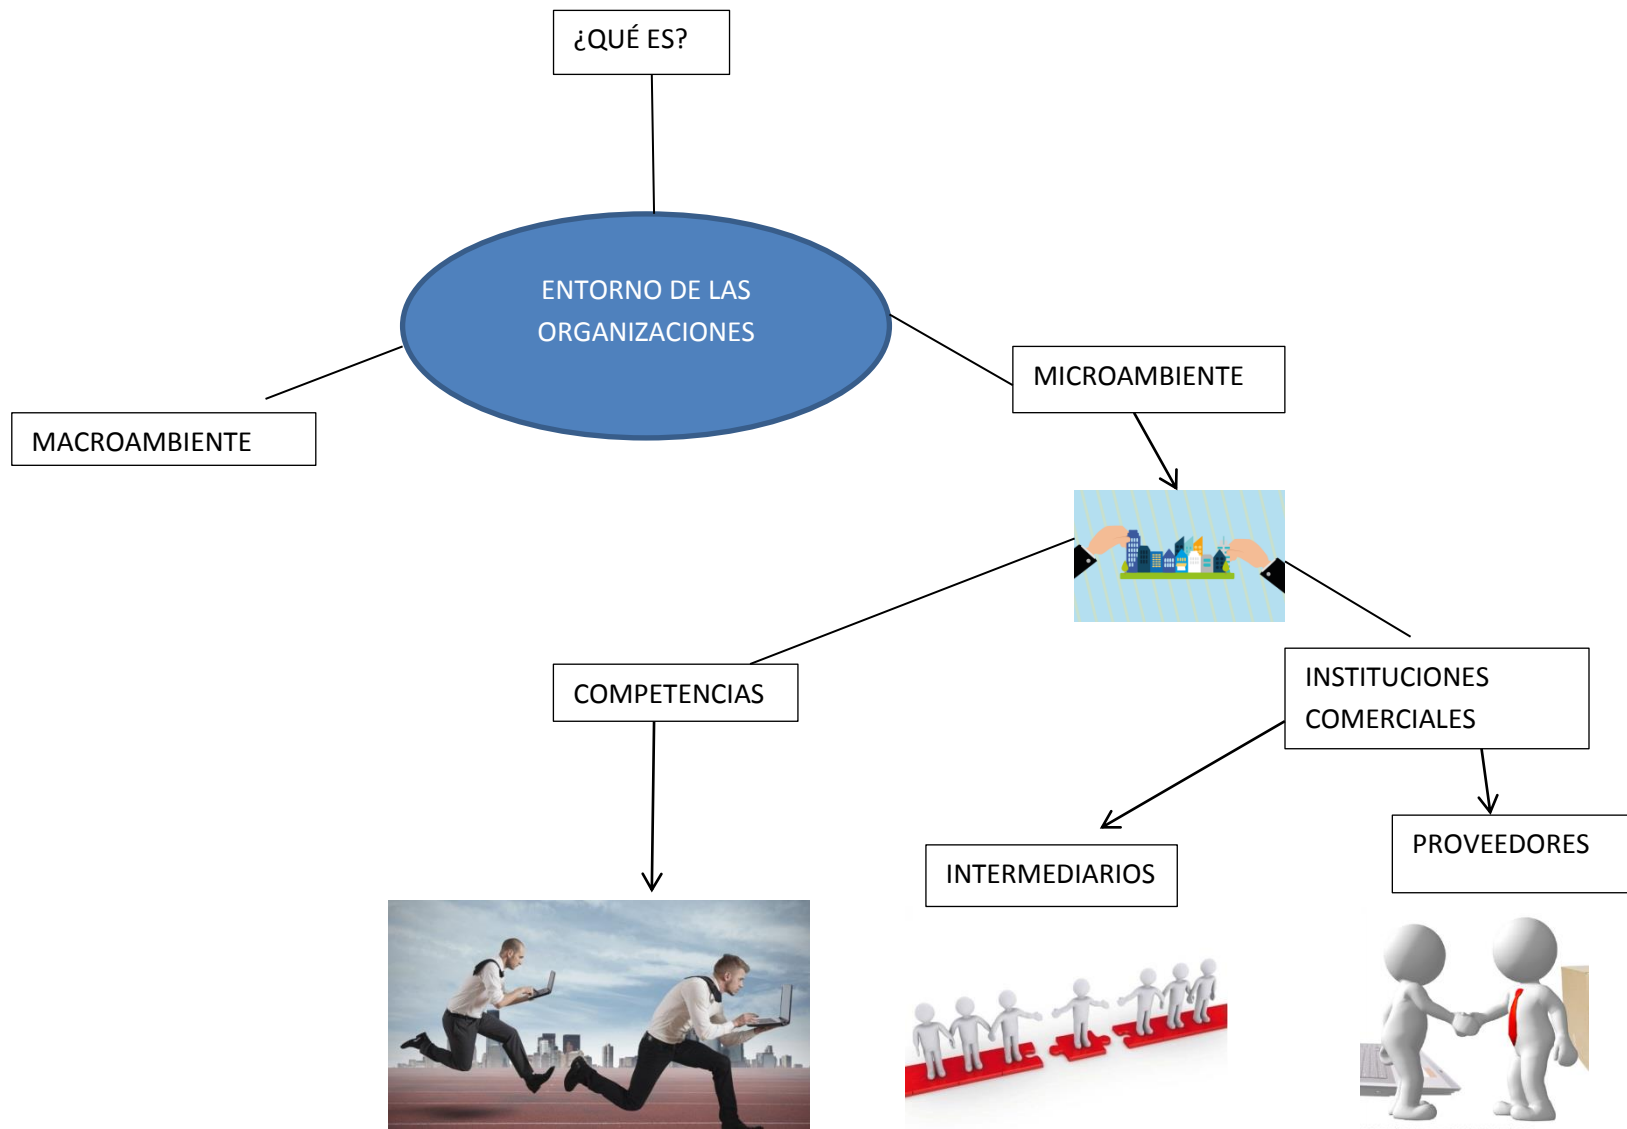 ¿QUÉ ES?
ENTORNO DE LAS
ORGANIZACIONES
MICROAMBIENTE
MACROAMBIENTE
COMPETENCIAS
INSTITUCIONES
COMERCIALES
INTERMEDIARIOS
PROVEEDORES